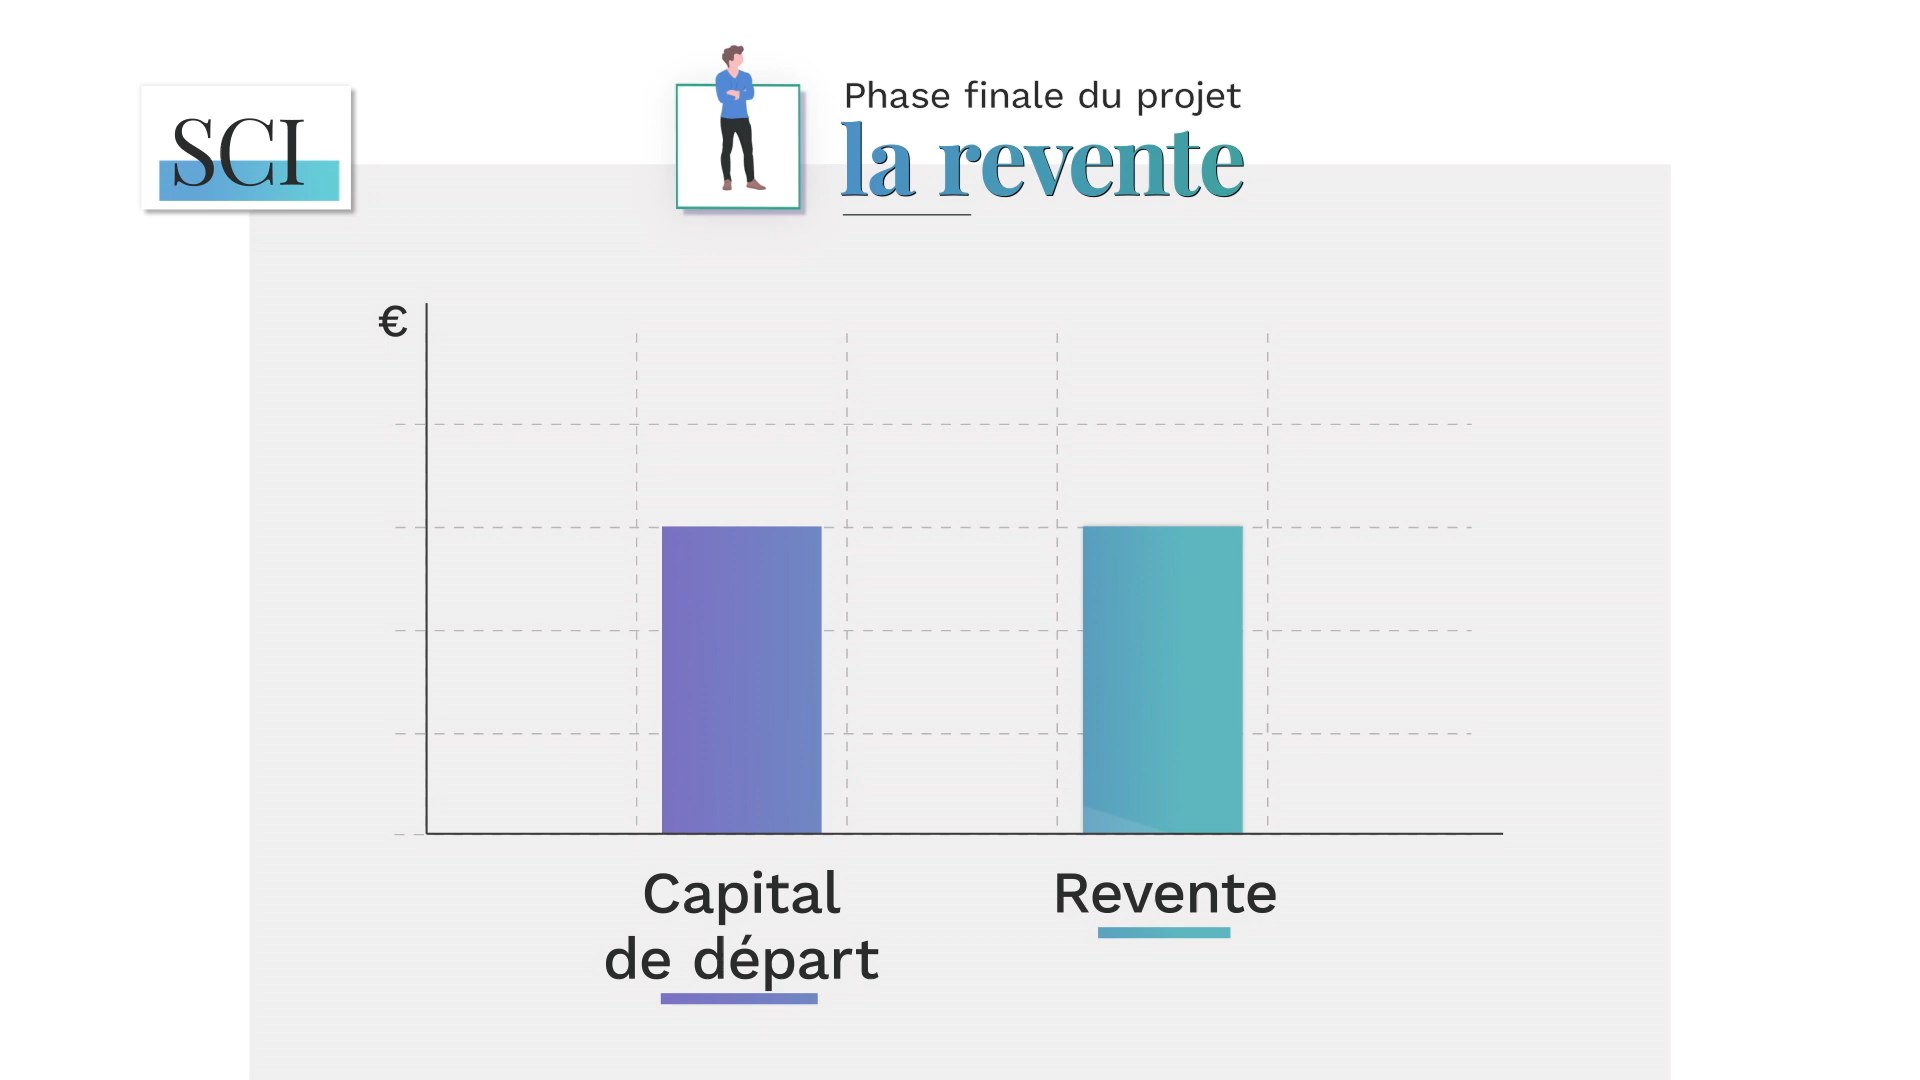 SCI
Phase finale du projet
la revente
€
Capital
de départ
Revente